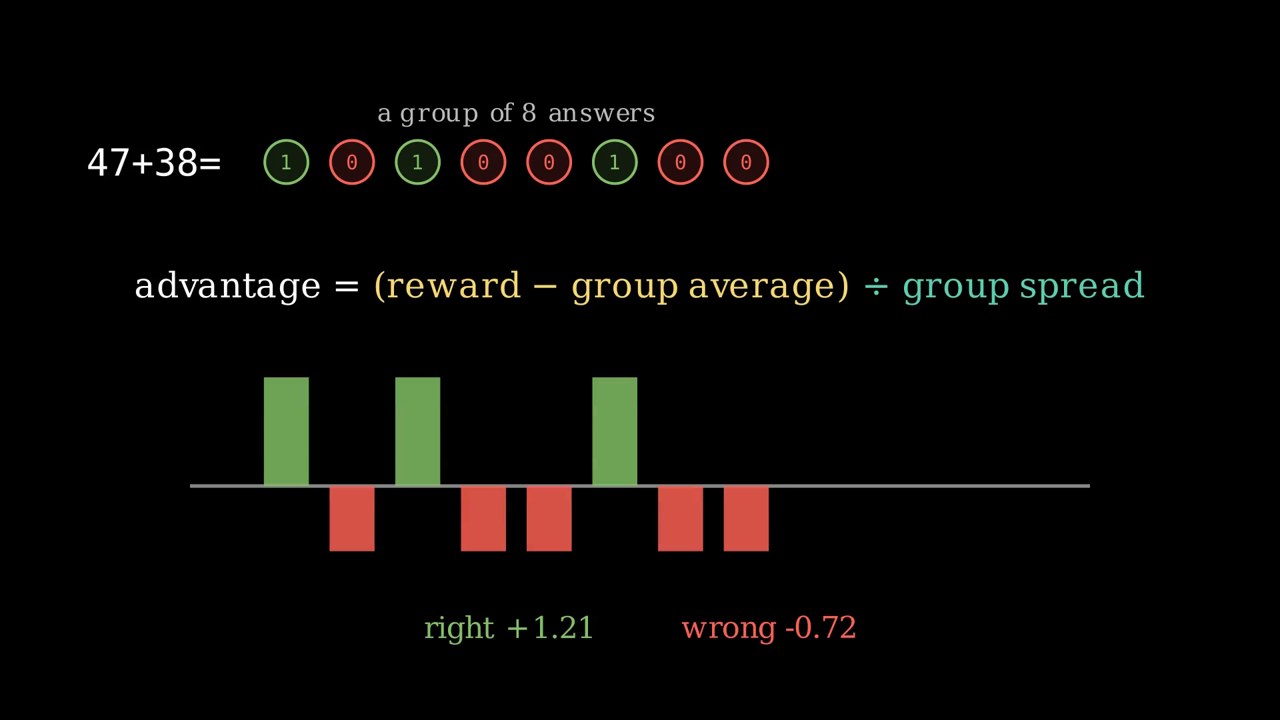 a group of 8 answers
47+38= 1 0 1 0 0 1 0 0
advantage = (reward − group average) ÷ group spread
right +1.21 wrong -0.72